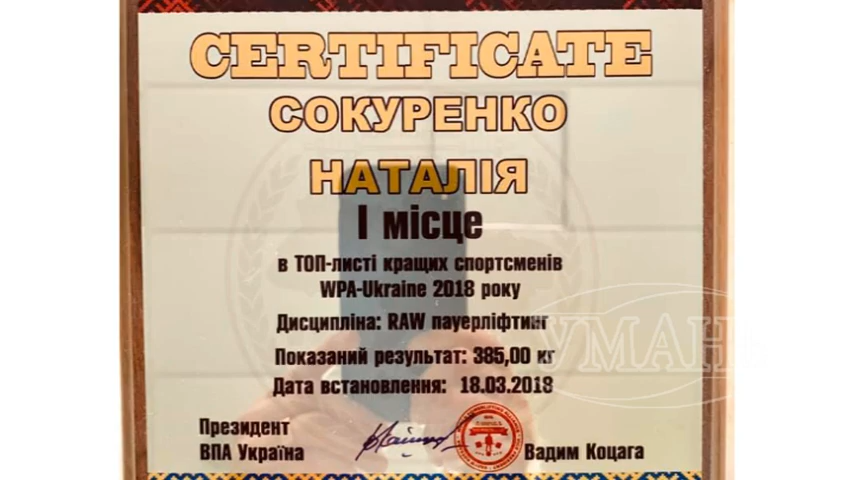 CERTIFICATE
СОКУРЕНКО
НАТАЛІЯ
І місце
в ТОП-листі кращих спортсменів
WPA-Ukraine 2018 року
Дисципліна: RAW пауерліфтинг
УМАНЬ
Показаний результат: 385,00 кг
Дата встановлення: 18.03.2018
Президент
ВПА Україна
Вадим Коцага